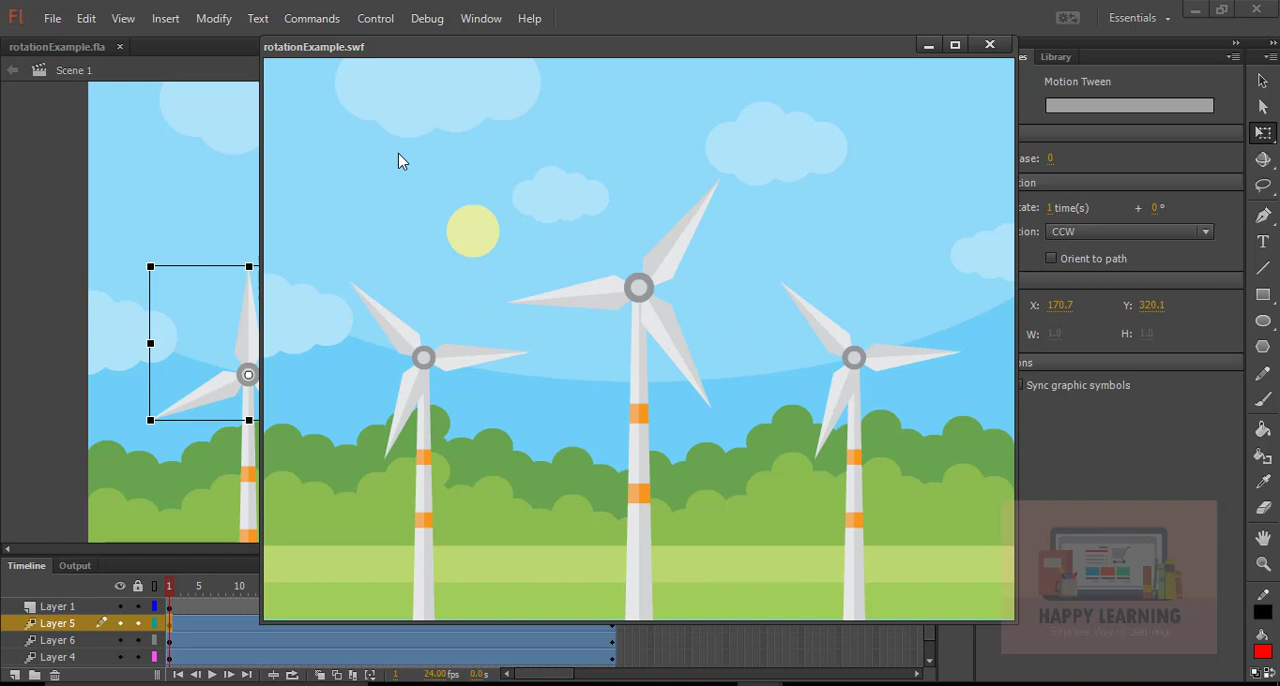 Fl File Edit View Insert Modify Text Commands Control Debug Window Help Essentials
rotationExample.fla ×
rotationExample.swf
Scene 1
Library
Motion Tween
ase: 0
tion
tate: 1 time(s) + 0 °
ion: CCW
Orient to path
X: 170.7 Y: 320.1
W: 1.0 H: 1.0
ons
Sync graphic symbols
Timeline Output
1 5 10
Layer 1
Layer 5
Layer 6
Layer 4
1 24.00 fps 0.0 s
HAPPY LEARNING